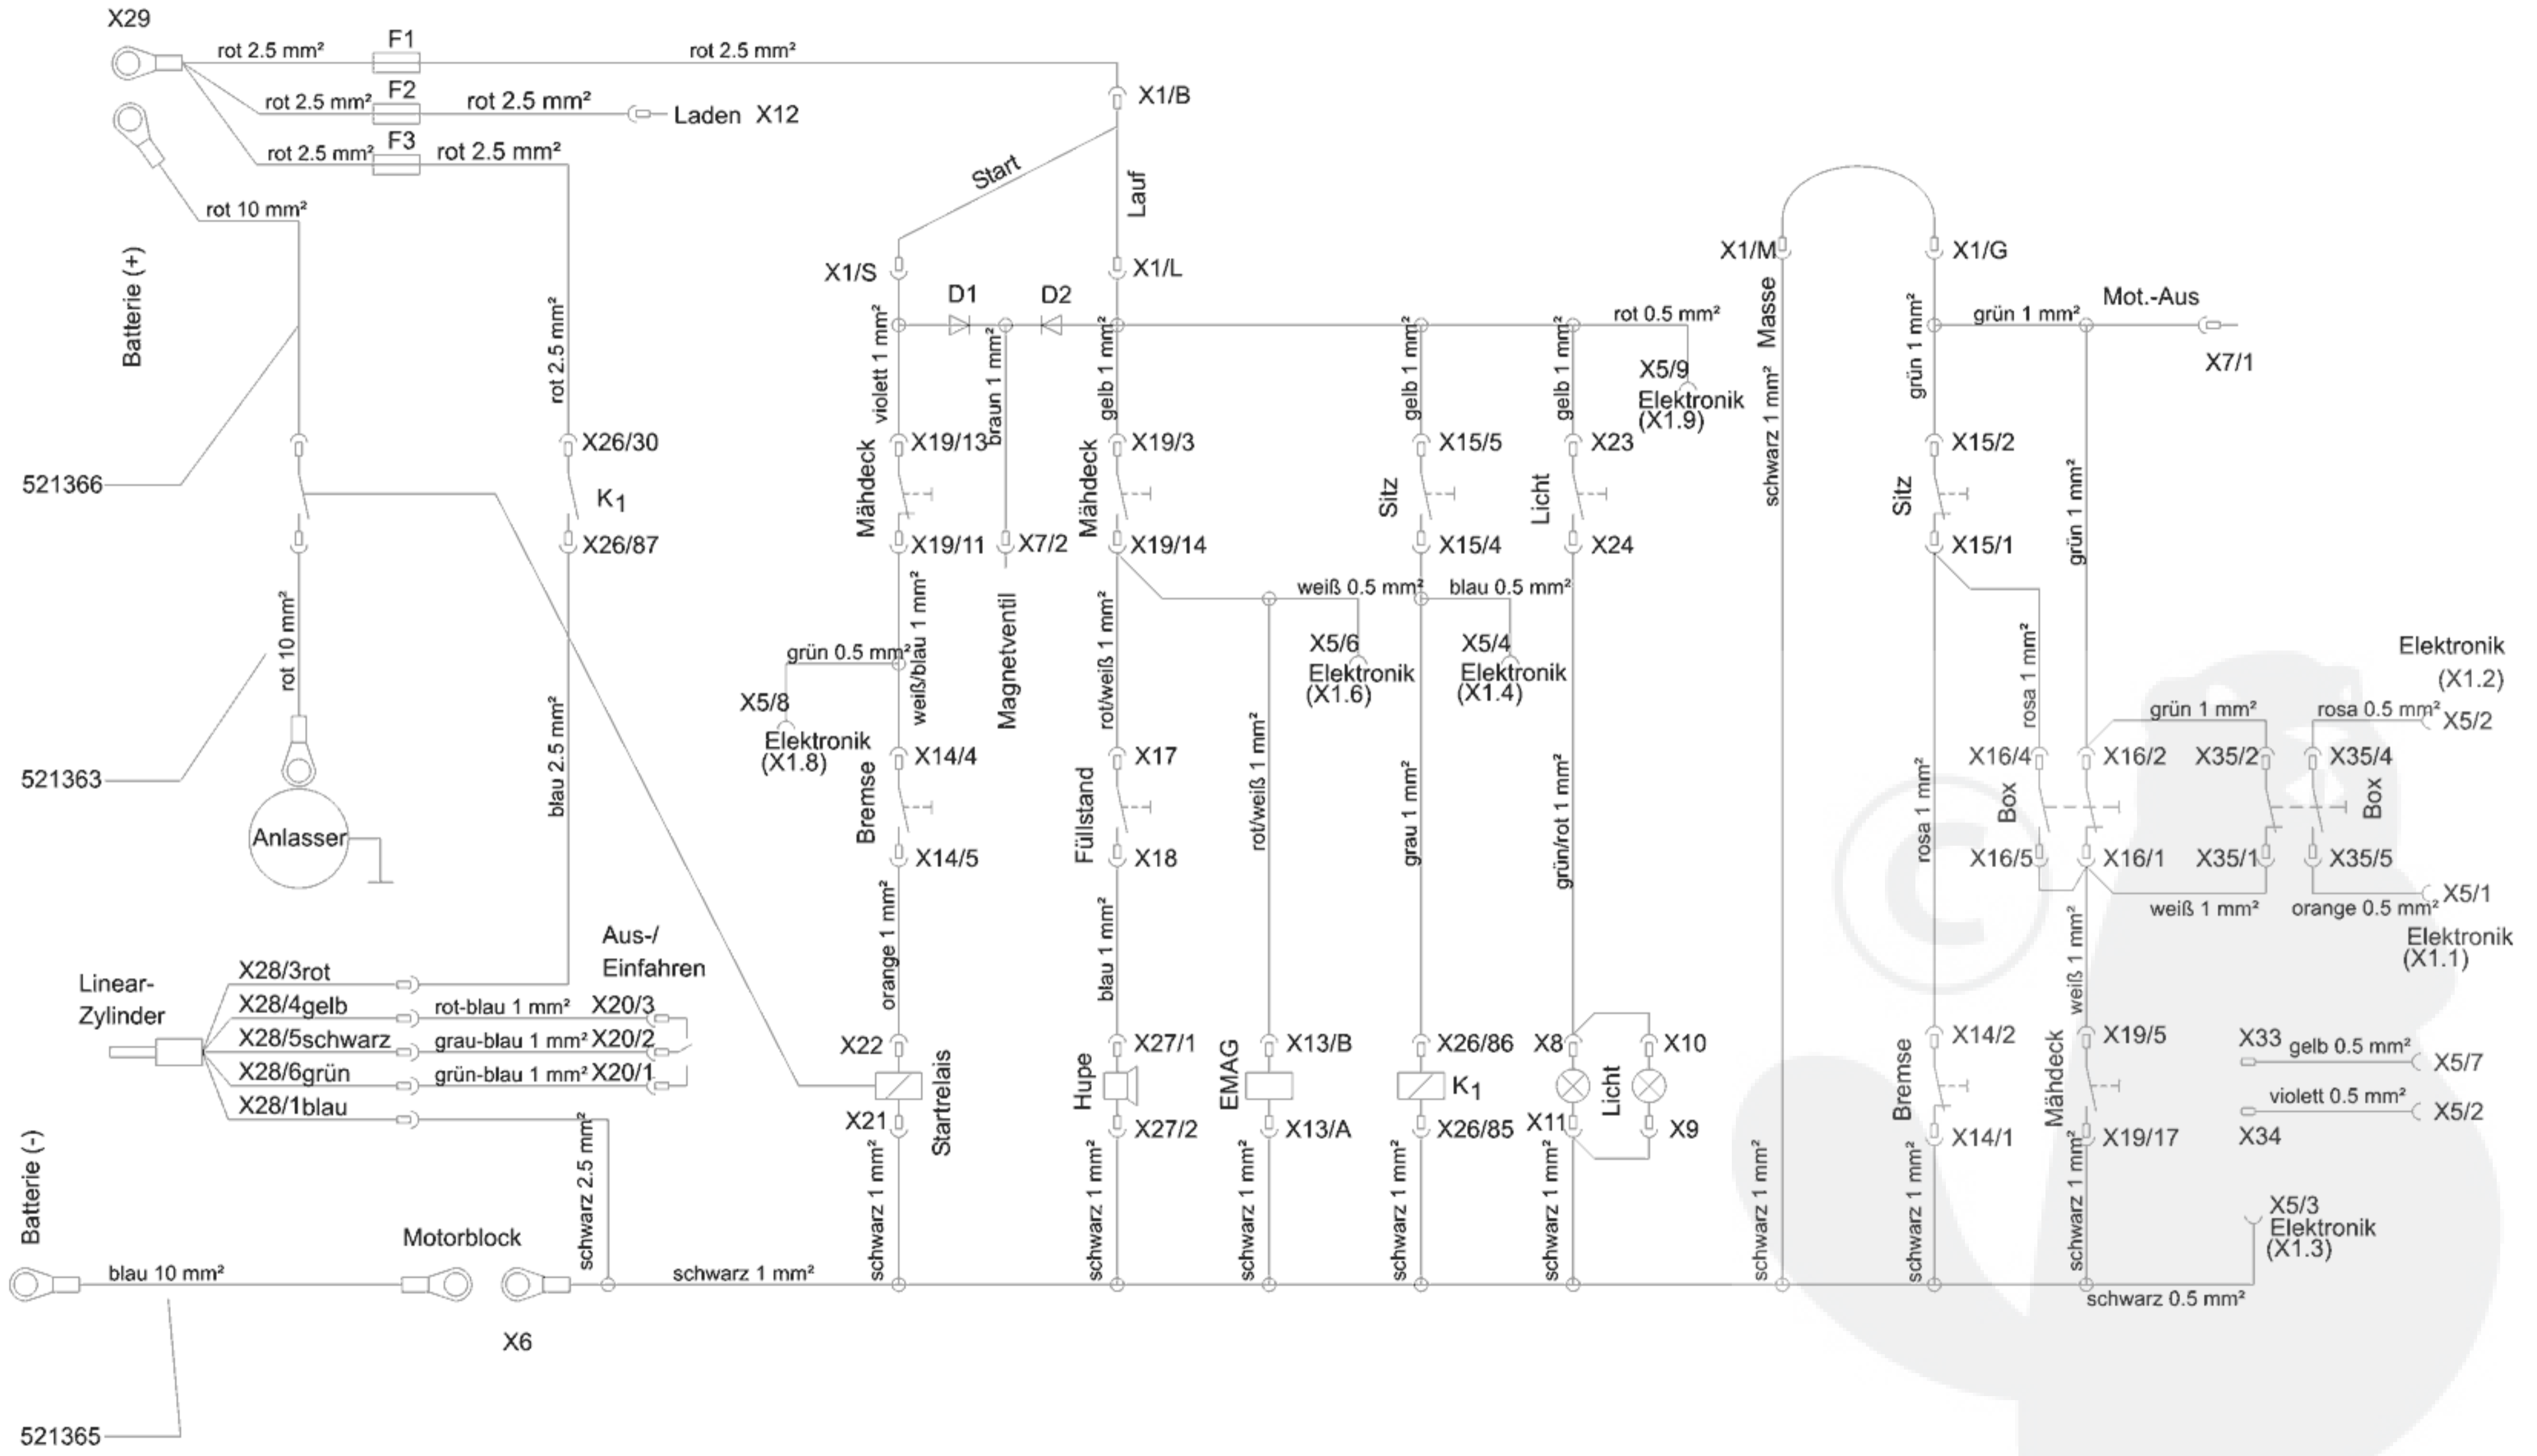 X29
rot 2.5 mm²
F1
rot 2.5 mm²
rot 2.5 mm²
F2
rot 2.5 mm²
Laden X12
rot 2.5 mm²
F3
rot 2.5 mm²
X1/B
rot 10 mm²
Start
Lauf
Batterie (+)
X1/S
X1/L
X1/M
X1/G
D1
D2
rot 0.5 mm²
Masse
grün 1 mm²
grün 1 mm²
Mot.-Aus
X7/1
rot 2.5 mm²
violett 1 mm²
braun 1 mm²
gelb 1 mm²
gelb 1 mm²
gelb 1 mm²
X5/9
Elektronik
(X1.9)
schwarz 1 mm²
X26/30
X19/13
X19/3
X15/5
X23
X15/2
521366
K1
Mähdeck
Mähdeck
Sitz
Licht
Sitz
grün 1 mm²
X26/87
X19/11
X7/2
X19/14
X15/4
X24
X15/1
weiß 0.5 mm²
blau 0.5 mm²
rot 10 mm²
weiß/blau 1 mm²
Magnetventil
rot/weiß 1 mm²
grün 0.5 mm²
X5/6
Elektronik
(X1.6)
X5/4
Elektronik
(X1.4)
rosa 1 mm²
Elektronik
(X1.2)
X5/8
Elektronik
(X1.8)
grün 1 mm²
rosa 0.5 mm²
X5/2
521363
blau 2.5 mm²
X14/4
X17
X16/4
X16/2
X35/2
X35/4
Bremse
Füllstand
rot/weiß 1 mm²
grau 1 mm²
grün/rot 1 mm²
rosa 1 mm²
Box
Box
Anlasser
X14/5
X18
X16/5
X16/1
X35/1
X35/5
©
X5/1
weiß 1 mm²
orange 0.5 mm²
Elektronik
(X1.1)
orange 1 mm²
blau 1 mm²
weiß 1 mm²
Aus-/
Einfahren
Linear-
Zylinder
X28/3rot
X28/4gelb
rot-blau 1 mm²
X20/3
X28/5schwarz
grau-blau 1 mm²
X20/2
X28/6grün
grün-blau 1 mm²
X20/1
X28/1blau
X22
X27/1
X13/B
X26/86
X8
X10
X14/2
X19/5
X33
gelb 0.5 mm²
X5/7
Startrelais
Hupe
EMAG
K1
Licht
Bremse
Mähdeck
violett 0.5 mm²
X5/2
X34
X21
X27/2
X13/A
X26/85
X11
X9
X14/1
X19/17
Batterie (-)
schwarz 2.5 mm²
schwarz 1 mm²
schwarz 1 mm²
schwarz 1 mm²
schwarz 1 mm²
schwarz 1 mm²
schwarz 1 mm²
schwarz 1 mm²
schwarz 1 mm²
X5/3
Elektronik
(X1.3)
Motorblock
blau 10 mm²
schwarz 1 mm²
schwarz 0.5 mm²
X6
521365